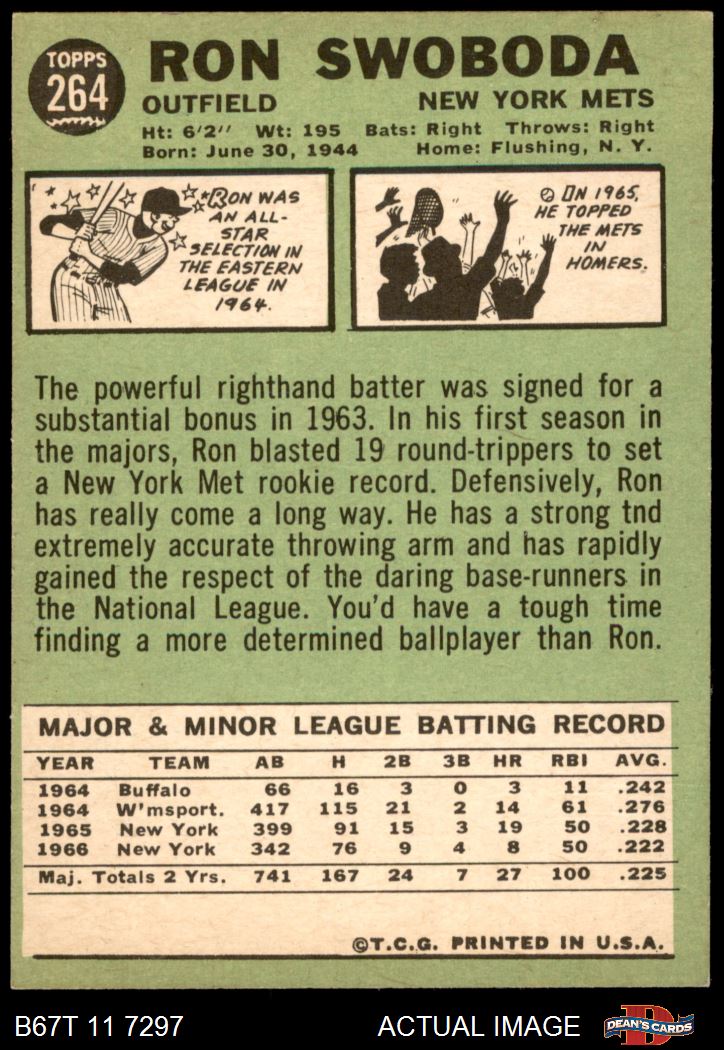 TOPPS
264
RON SWOBODA
OUTFIELD NEW YORK METS
Ht: 6'2" Wt: 195 Bats: Right Throws: Right
Born: June 30, 1944 Home: Flushing, N. Y.
RON WAS
AN ALL-
STAR
SELECTION IN
THE EASTERN
LEAGUE IN
1964.
IN 1965,
HE TOPPED
THE METS
IN
HOMERS.
The powerful righthand batter was signed for a
substantial bonus in 1963. In his first season in
the majors, Ron blasted 19 round-trippers to set
a New York Met rookie record. Defensively, Ron
has really come a long way. He has a strong tnd
extremely accurate throwing arm and has rapidly
gained the respect of the daring base-runners in
the National League. You'd have a tough time
finding a more determined ballplayer than Ron.
MAJOR & MINOR LEAGUE BATTING RECORD
YEAR TEAM AB H 2B 3B HR RBI AVG.
1964 Buffalo 66 16 3 0 3 11 .242
1964 W'msport. 417 115 21 2 14 61 .276
1965 New York 399 91 15 3 19 50 .228
1966 New York 342 76 9 4 8 50 .222
Maj. Totals 2 Yrs. 741 167 24 7 27 100 .225
©T.C.G. PRINTED IN U.S.A.
B67T 11 7297 ACTUAL IMAGE DEAN'S CARDS